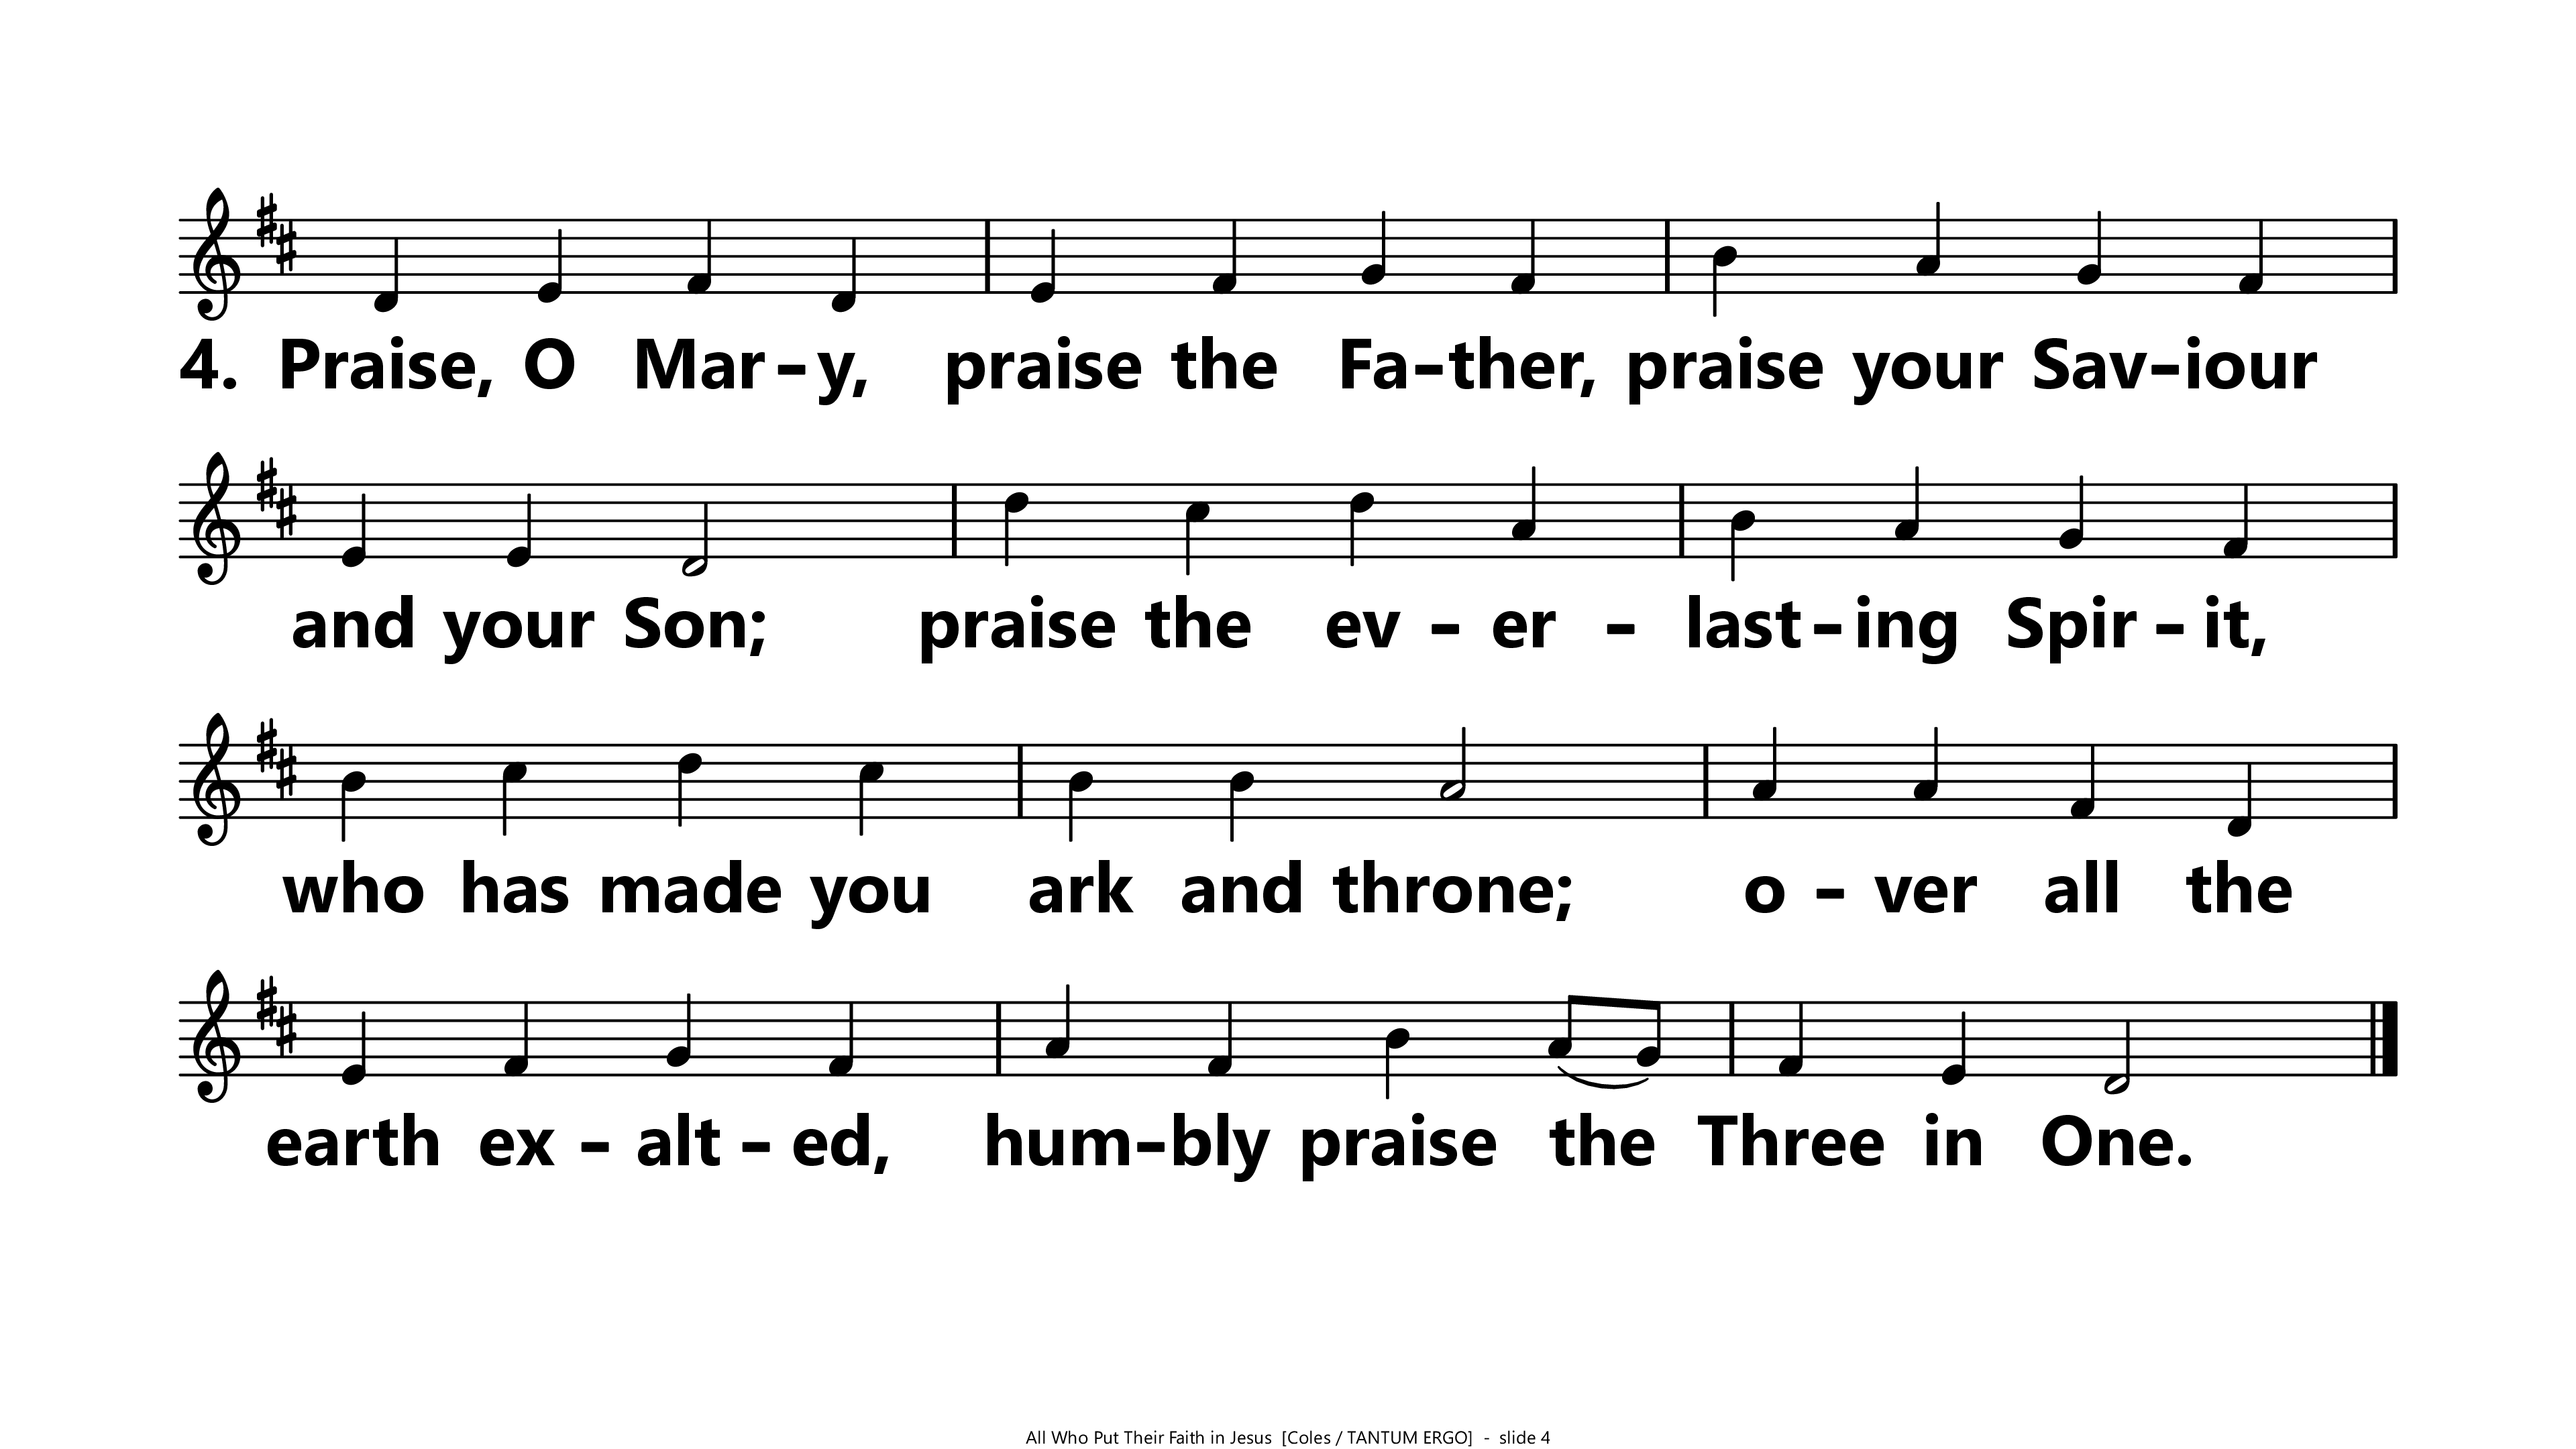 4. Praise, O Mar-y, praise the Fa-ther, praise your Sav-iour
and your Son; praise the ev - er - last-ing Spir - it,
who has made you ark and throne; o - ver all the
earth ex - alt - ed, hum-bly praise the Three in One.
All Who Put Their Faith in Jesus [Coles / TANTUM ERGO] - slide 4